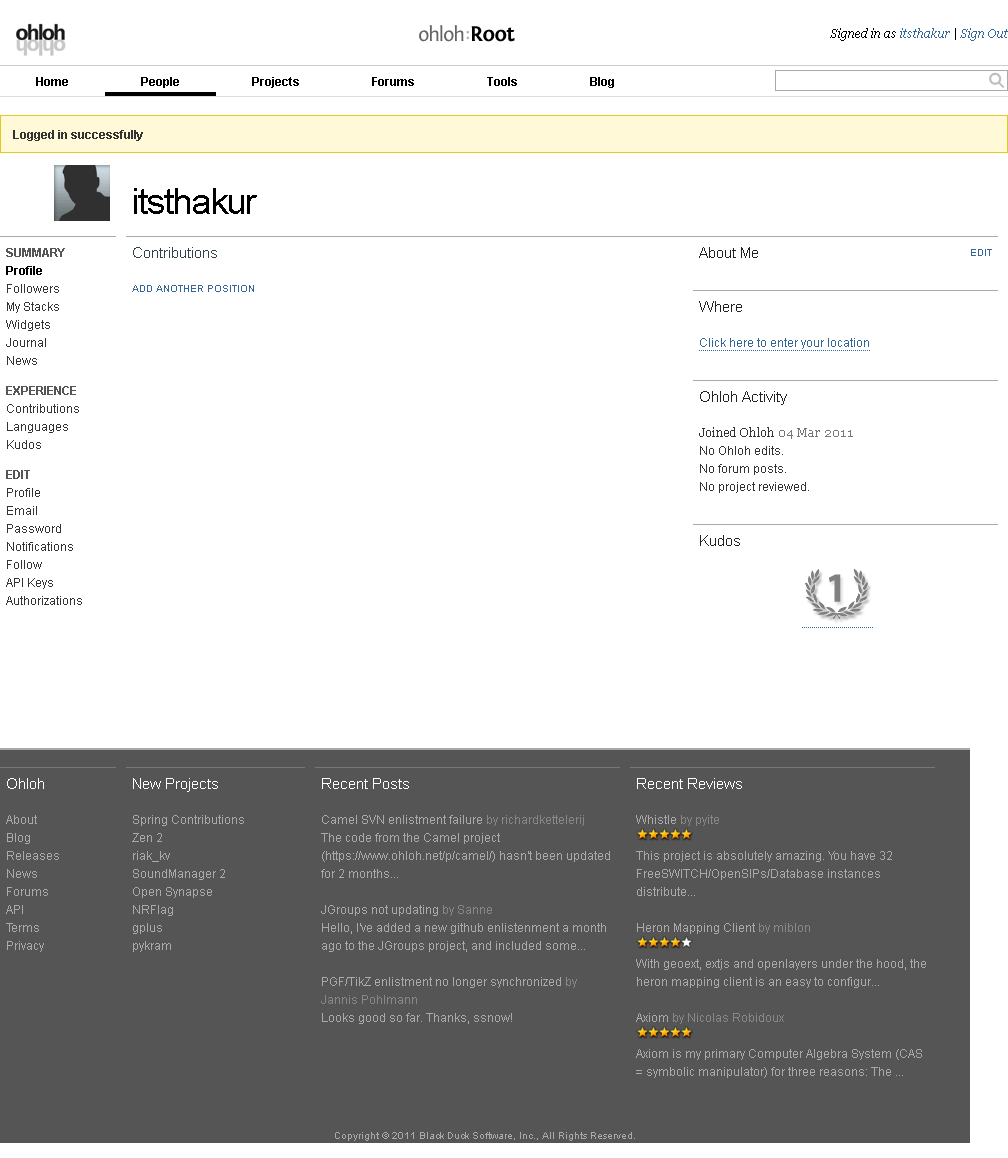 ohloh
ohloh:Root
Signed in as itsthakur | Sign Out
Home
People
Projects
Forums
Tools
Blog
Logged in successfully
itsthakur
SUMMARY
Profile
Followers
My Stacks
Widgets
Journal
News
EXPERIENCE
Contributions
Languages
Kudos
EDIT
Profile
Email
Password
Notifications
Follow
API Keys
Authorizations
Contributions
ADD ANOTHER POSITION
About Me
EDIT
Where
Click here to enter your location
Ohloh Activity
Joined Ohloh 04 Mar 2011
No Ohloh edits.
No forum posts.
No project reviewed.
Kudos
1
Ohloh
About
Blog
Releases
News
Forums
API
Terms
Privacy
New Projects
Spring Contributions
Zen 2
riak_kv
SoundManager 2
Open Synapse
NRFlag
gplus
pykram
Recent Posts
Camel SVN enlistment failure by richardkettelerij
The code from the Camel project
(https://www.ohloh.net/p/camel/) hasn't been updated
for 2 months...
JGroups not updating by Sanne
Hello, I've added a new github enlistenment a month
ago to the JGroups project, and included some...
PGF/TikZ enlistment no longer synchronized by
Jannis Pohlmann
Looks good so far. Thanks, ssnow!
Recent Reviews
Whistle by pyite
This project is absolutely amazing. You have 32
FreeSWITCH/OpenSIPs/Database instances
distribute...
Heron Mapping Client by miblon
With geoext, extjs and openlayers under the hood, the
heron mapping client is an easy to configur...
Axiom by Nicolas Robidoux
Axiom is my primary Computer Algebra System (CAS
= symbolic manipulator) for three reasons: The ...
Copyright © 2011 Black Duck Software, Inc., All Rights Reserved.